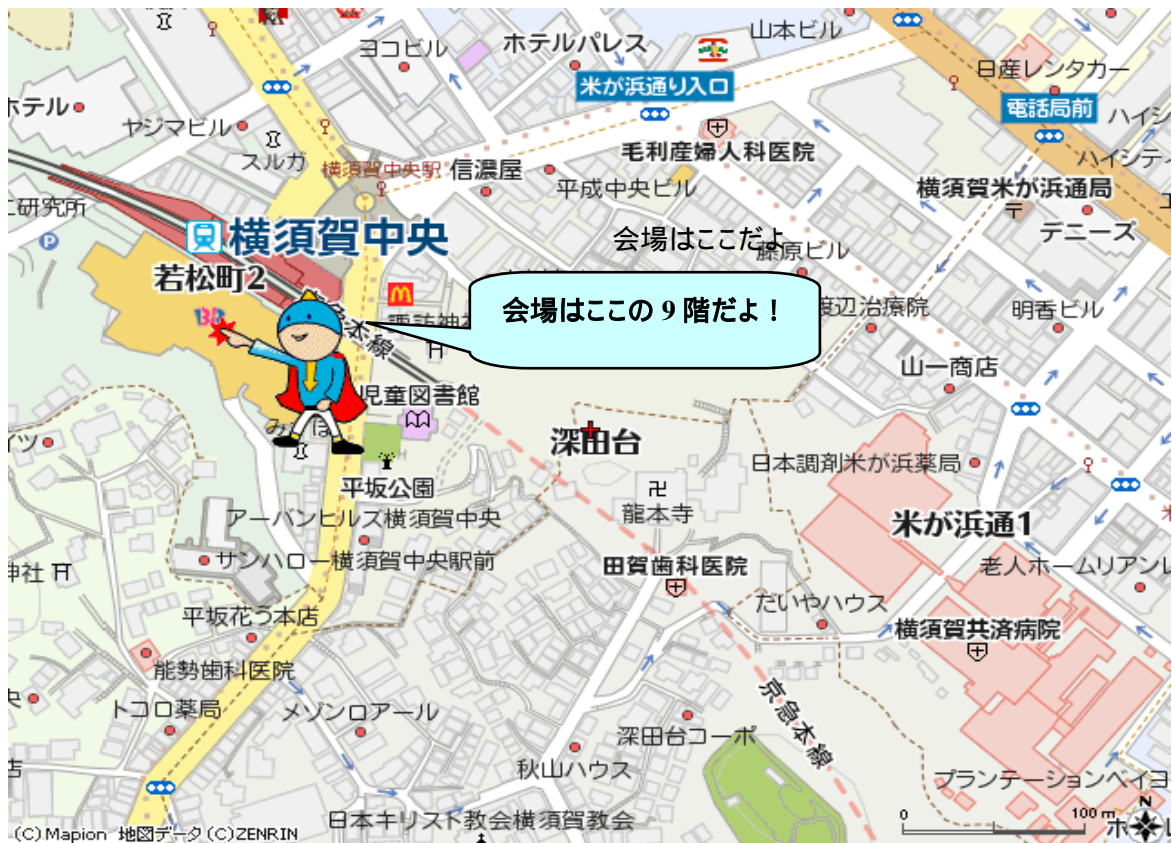 ヨコビル
ホテルパレス
山本ビル
日産レンタカー
米が浜通り入口
電話局前
ホテル
ヤジマビル
スルガ
横須賀中央駅
信濃屋
毛利産婦人科医院
平成中央ビル
横須賀米が浜通局
デニーズ
研究所
横須賀中央
会場はここだよ
藤原ビル
若松町2
会場はここの9階だよ！
渡辺治療院
明香ビル
本線
山一商店
児童図書館
深田台
日本調剤米が浜薬局
平坂公園
龍本寺
米が浜通1
アーバンヒルズ横須賀中央
サンハロー横須賀中央駅前
神社
田賀歯科医院
老人ホームリアンレ
平坂花う本店
だいやハウス
横須賀共済病院
能勢歯科医院
トコロ薬局
メゾンロアール
京急本線
深田台コーポ
秋山ハウス
プランテーションベイヨ
日本キリスト教会横須賀教会
0
100 m
N
(C)Mapion 地図データ(C)ZENRIN